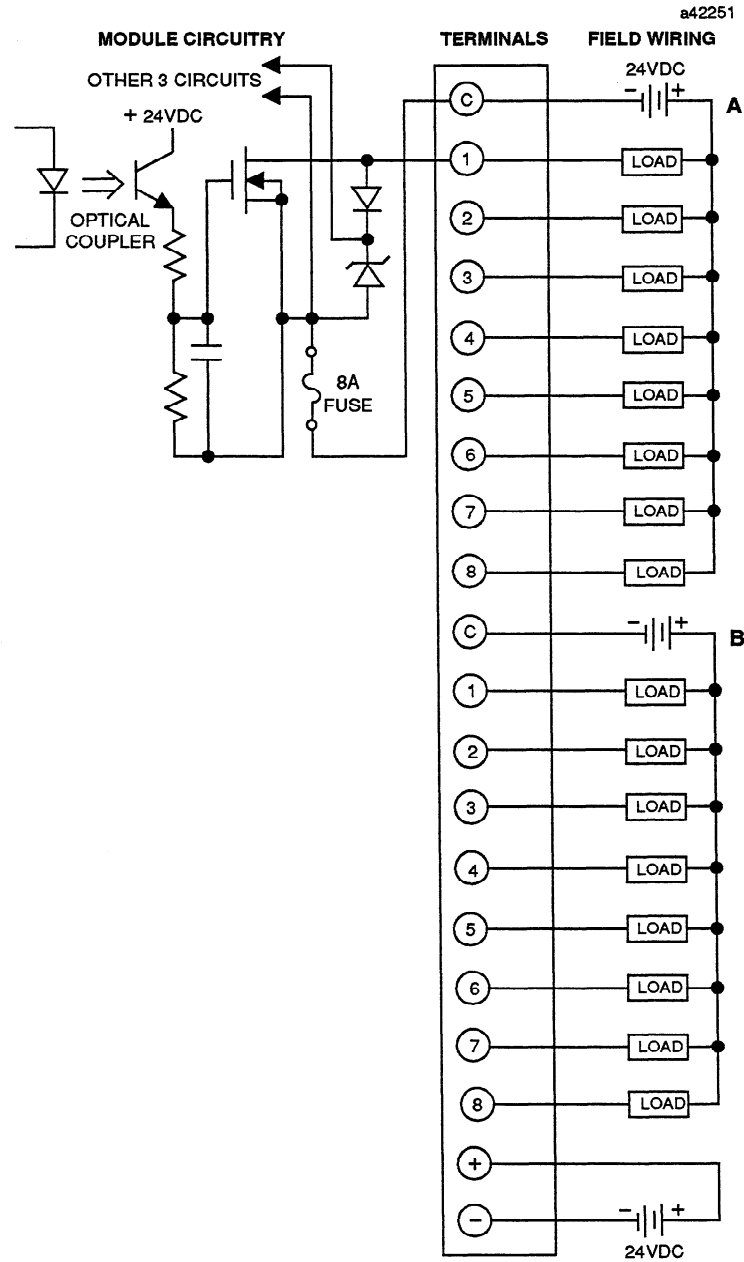 a42251
MODULE CIRCUITRY
TERMINALS
FIELD WIRING
OTHER 3 CIRCUITS
24VDC
− +
+ 24VDC
C
A
1
LOAD
OPTICAL
COUPLER
2
LOAD
3
LOAD
4
LOAD
8A
FUSE
5
LOAD
6
LOAD
7
LOAD
8
LOAD
C
− +
B
1
LOAD
2
LOAD
3
LOAD
4
LOAD
5
LOAD
6
LOAD
7
LOAD
8
LOAD
+
−
− +
24VDC